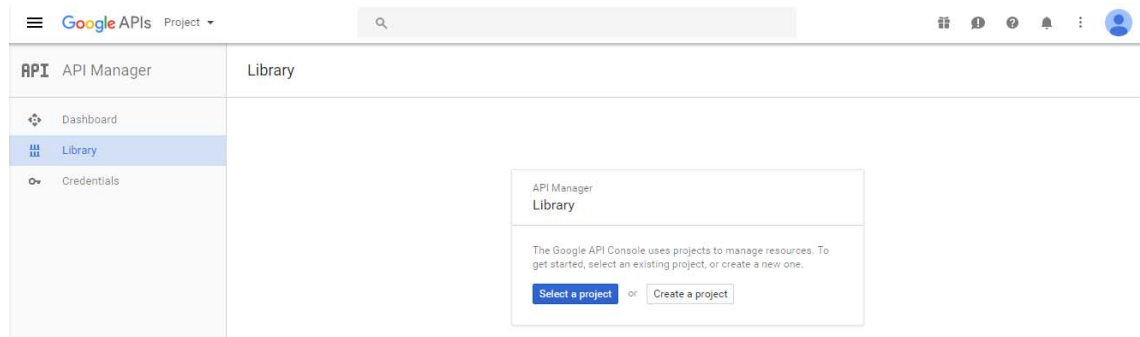 Google APIs Project
API API Manager
Library
Dashboard
Library
Credentials
API Manager
Library
The Google API Console uses projects to manage resources. To
get started, select an existing project, or create a new one.
Select a project or Create a project